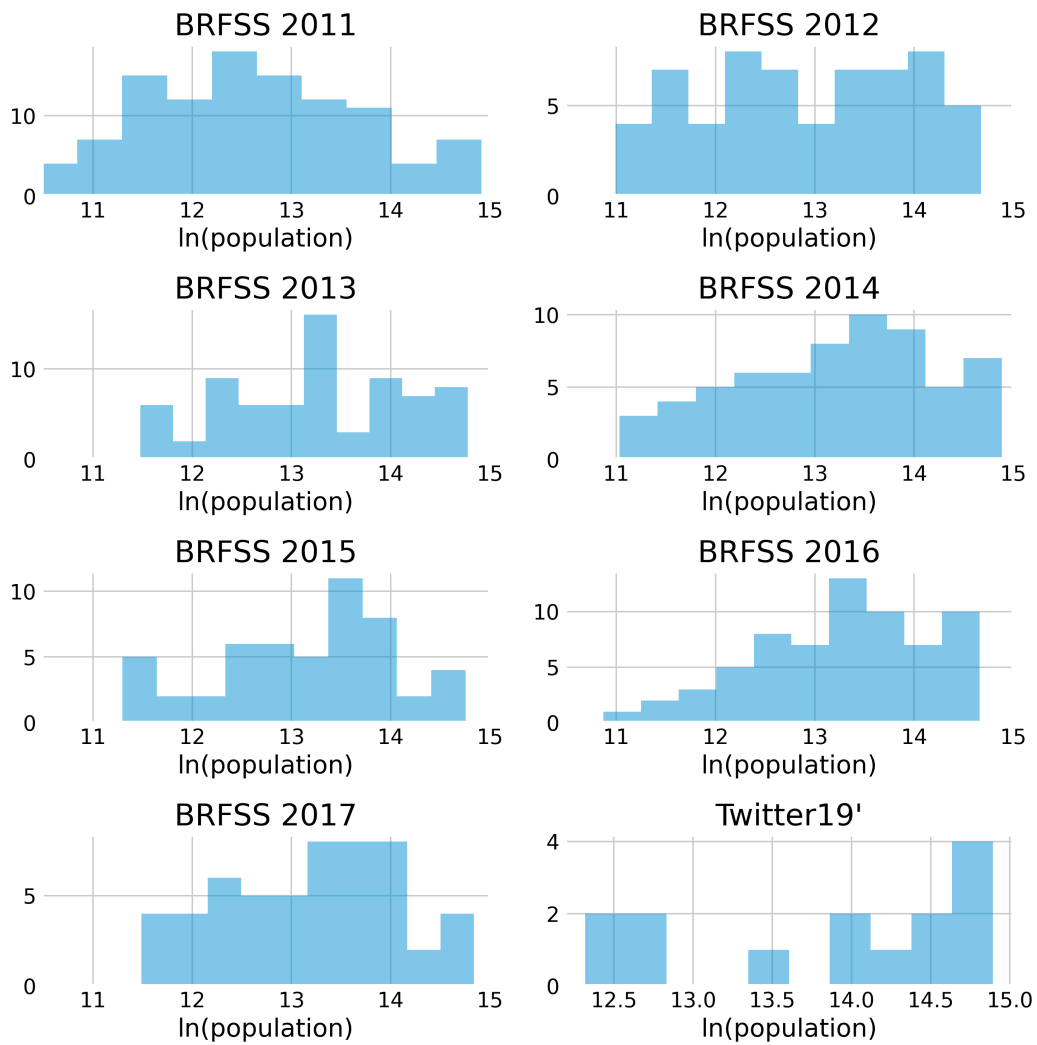 BRFSS 2011
10
0
11 12 13 14 15
ln(population)
BRFSS 2012
5
0
11 12 13 14 15
ln(population)
BRFSS 2013
10
0
11 12 13 14 15
ln(population)
BRFSS 2014
10
5
0
11 12 13 14 15
ln(population)
BRFSS 2015
10
5
0
11 12 13 14 15
ln(population)
BRFSS 2016
10
5
0
11 12 13 14 15
ln(population)
BRFSS 2017
5
0
11 12 13 14 15
ln(population)
Twitter19'
4
2
0
12.5 13.0 13.5 14.0 14.5 15.0
ln(population)